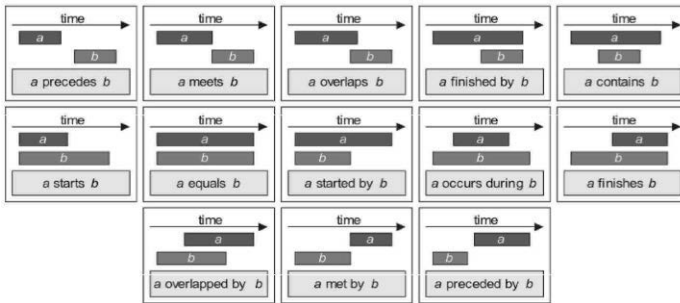 time time time time time
a a a a a
b b b b b
a precedes b a meets b a overlaps b a finished by b a contains b
time time time time time
a a a a a
b b b b b
a starts b a equals b a started by b a occurs during b a finishes b
time time time
a a a
b b b
a overlapped by b a met by b a preceded by b